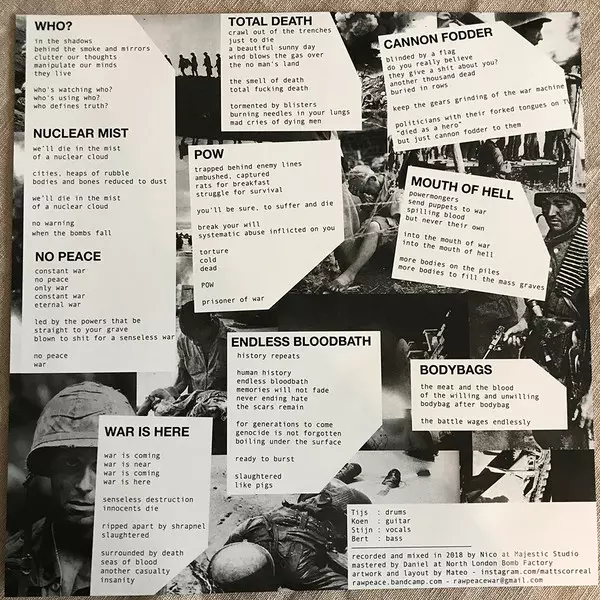 WHO?
in the shadows
behind the smoke and mirrors
clutter our thoughts
manipulate our minds
they live
who's watching who?
who's using who?
who defines truth?
NUCLEAR MIST
we'll die in the mist
of a nuclear cloud
cities, heaps of rubble
bodies and bones reduced to dust
we'll die in the mist
of a nuclear cloud
no warning
when the bombs fall
NO PEACE
constant war
no peace
only war
constant war
eternal war
led by the powers that be
straight to your grave
blown to shit for a senseless war
no peace
war
TOTAL DEATH
crawl out of the trenches
just to die
a beautiful sunny day
wind blows the gas over
the no man's land
the smell of death
total fucking death
tormented by blisters
burning needles in your lungs
mad cries of dying men
CANNON FODDER
blinded by a flag
do you really believe
they give a shit about you?
another thousand dead
buried in rows
keep the gears grinding of the war machine
politicians with their forked tongues on
"died as a hero"
but just cannon fodder to them
POW
trapped behind enemy lines
ambushed, captured
rats for breakfast
struggle for survival
you'll be sure, to suffer and die
break your will
systematic abuse inflicted on you
torture
cold
dead
POW
prisoner of war
MOUTH OF HELL
powermongers
send puppets to war
spilling blood
but never their own
into the mouth of war
into the mouth of hell
more bodies on the piles
more bodies to fill the mass graves
ENDLESS BLOODBATH
history repeats
human history
endless bloodbath
memories will not fade
never ending hate
the scars remain
for generations to come
genocide is not forgotten
boiling under the surface
ready to burst
slaughtered
like pigs
BODYBAGS
the meat and the blood
of the willing and unwilling
bodybag after bodybag
the battle wages endlessly
WAR IS HERE
war is coming
war is near
war is coming
war is here
senseless destruction
innocents die
ripped apart by shrapnel
slaughtered
surrounded by death
seas of blood
another casualty
insanity
Tijs : drums
Koen : guitar
Stijn : vocals
Bert : bass
recorded and mixed in 2018 by Nico at Majestic Studio
mastered by Daniel at North London Bomb Factory
artwork and layout by Mateo - instagram.com/mattscorreal
rawpeace.bandcamp.com - rawpeacewar@gmail.com